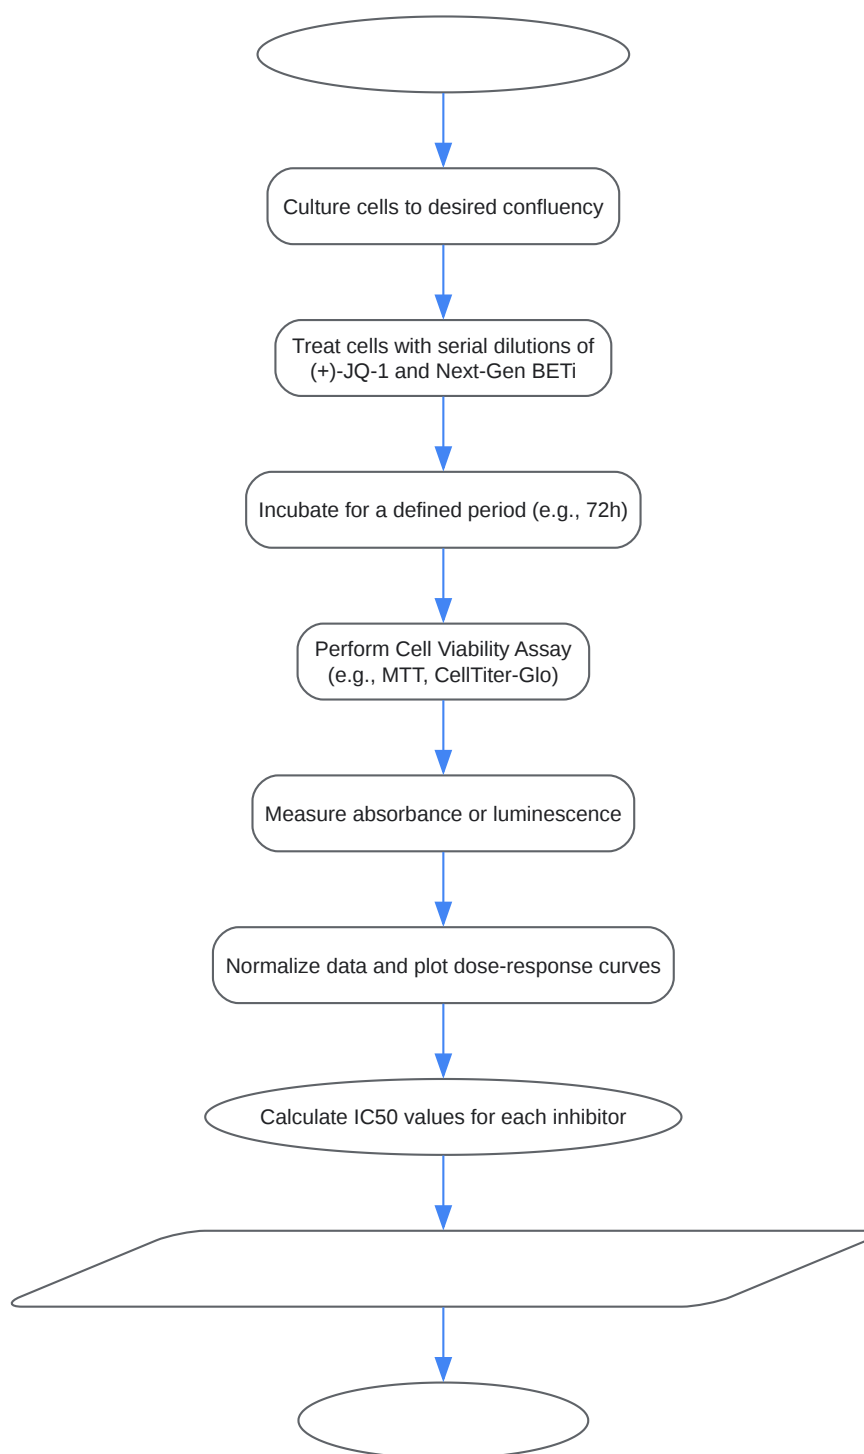 Culture cells to desired confluency
Treat cells with serial dilutions of
(+)-JQ-1 and Next-Gen BETi
Incubate for a defined period (e.g., 72h)
Perform Cell Viability Assay
(e.g., MTT, CellTiter-Glo)
Measure absorbance or luminescence
Normalize data and plot dose-response curves
Calculate IC50 values for each inhibitor